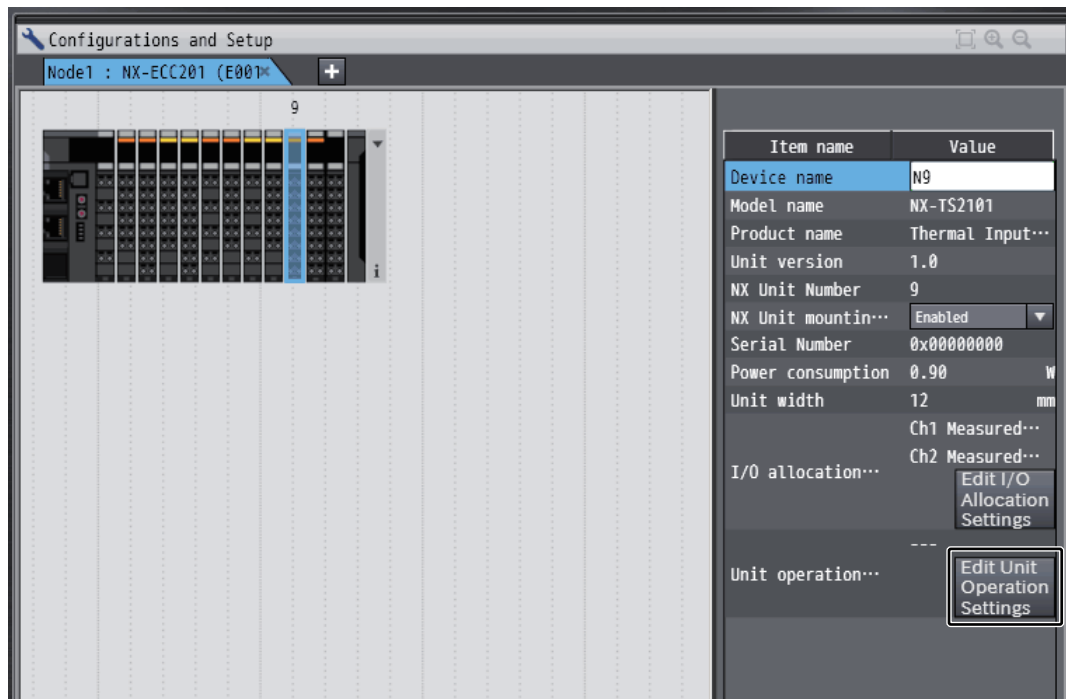 Configurations and Setup
Node1 : NX-ECC201 (E001
9
Item name Value
Device name N9
Model name NX-TS2101
Product name Thermal Input···
Unit version 1.0
NX Unit Number 9
NX Unit mountin··· Enabled
Serial Number 0x00000000
Power consumption 0.90 W
Unit width 12 mm
Ch1 Measured···
Ch2 Measured···
I/O allocation···
Edit I/O
Allocation
Settings
---
Unit operation···
Edit Unit
Operation
Settings
i